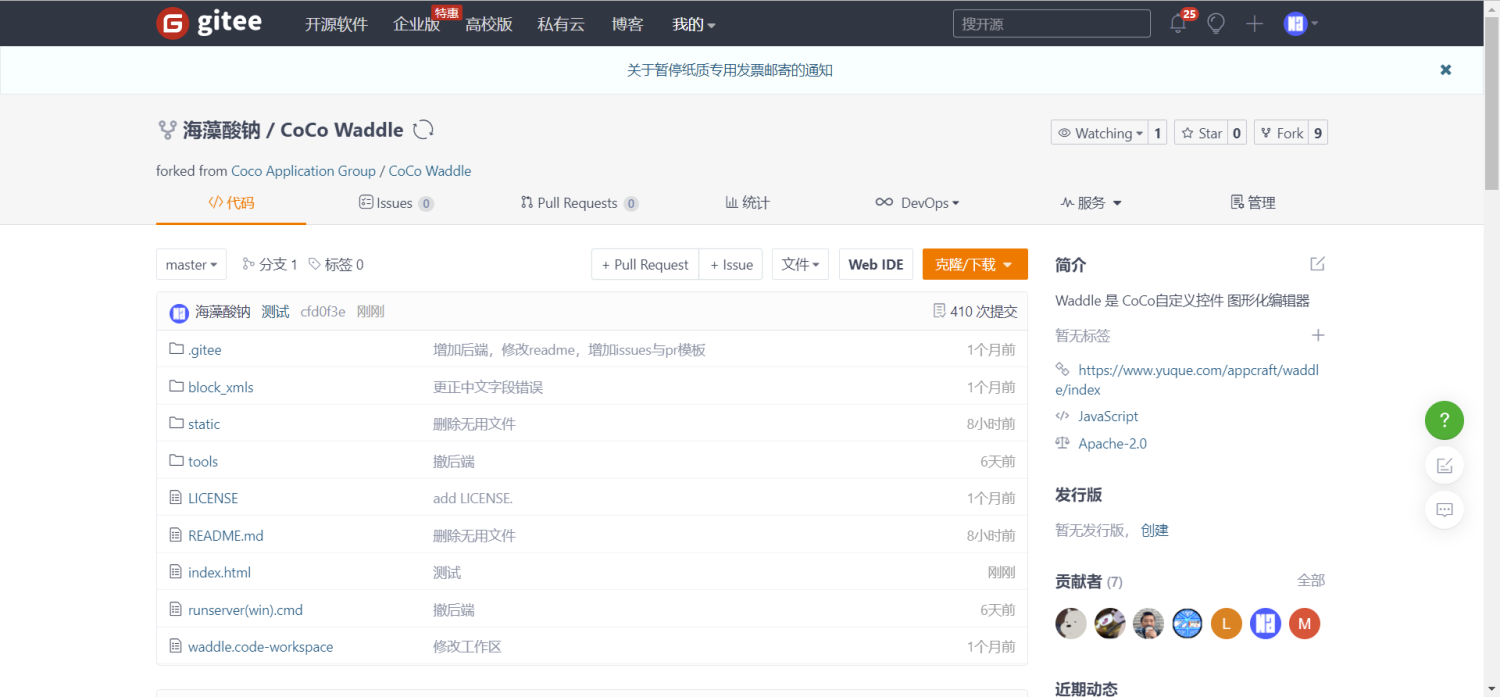 G gitee 开源软件 企业版 特惠 高校版 私有云 博客 我的 搜开源 25
关于暂停纸质专用发票邮寄的通知
海藻酸钠 / CoCo Waddle Watching 1 Star 0 Fork 9
forked from Coco Application Group / CoCo Waddle
代码 Issues 0 Pull Requests 0 统计 DevOps 服务 管理
master 分支 1 标签 0 + Pull Request + Issue 文件 Web IDE 克隆/下载
海藻酸钠 测试 cfd0f3e 刚刚 410 次提交
.gitee 增加后端，修改readme，增加issues与pr模板 1个月前
block_xmls 更正中文字段错误 1个月前
static 删除无用文件 8小时前
tools 撤后端 6天前
LICENSE add LICENSE. 1个月前
README.md 删除无用文件 8小时前
index.html 测试 刚刚
runserver(win).cmd 撤后端 6天前
waddle.code-workspace 修改工作区 1个月前
简介
Waddle 是 CoCo自定义控件 图形化编辑器
暂无标签
https://www.yuque.com/appcraft/waddl
e/index
JavaScript
Apache-2.0
发行版
暂无发行版， 创建
贡献者 (7) 全部
L M
近期动态
?